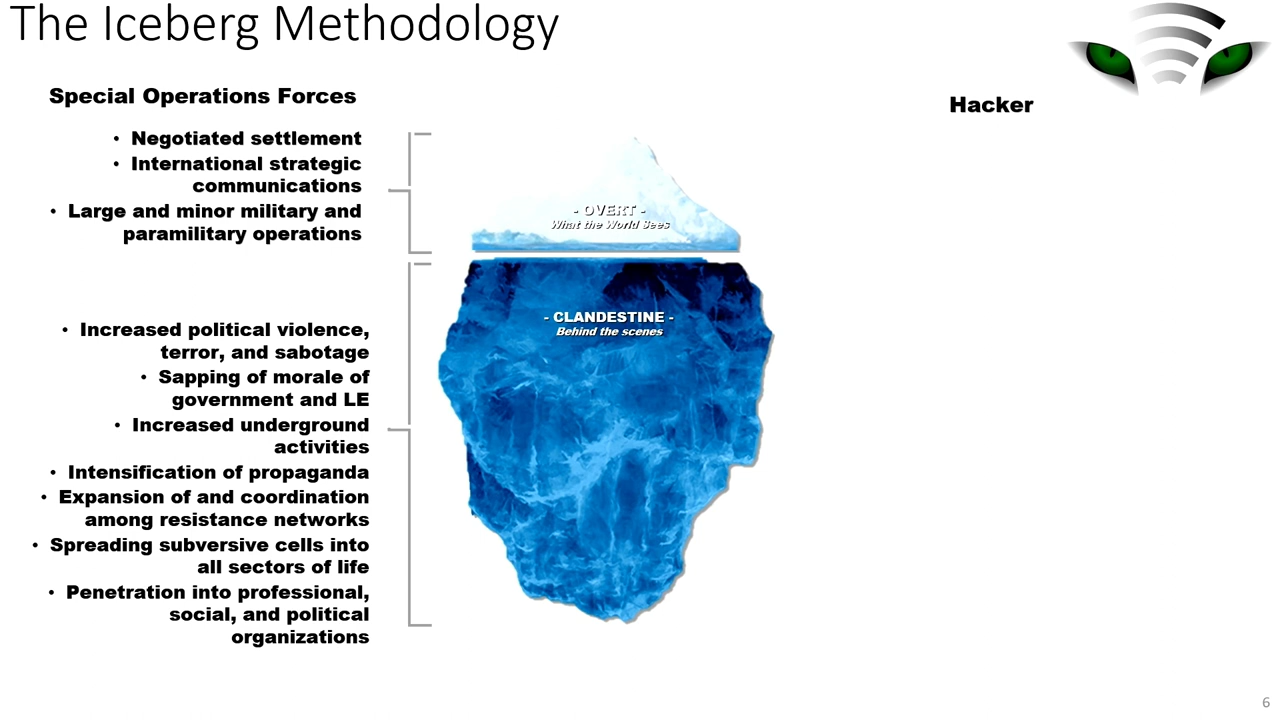 The Iceberg Methodology
Special Operations Forces
• Negotiated settlement
• International strategic
communications
• Large and minor military and
paramilitary operations
• Increased political violence,
terror, and sabotage
• Sapping of morale of
government and LE
• Increased underground
activities
• Intensification of propaganda
• Expansion of and coordination
among resistance networks
• Spreading subversive cells into
all sectors of life
• Penetration into professional,
social, and political
organizations
- OVERT -
What the World Sees
- CLANDESTINE -
Behind the scenes
Hacker
6